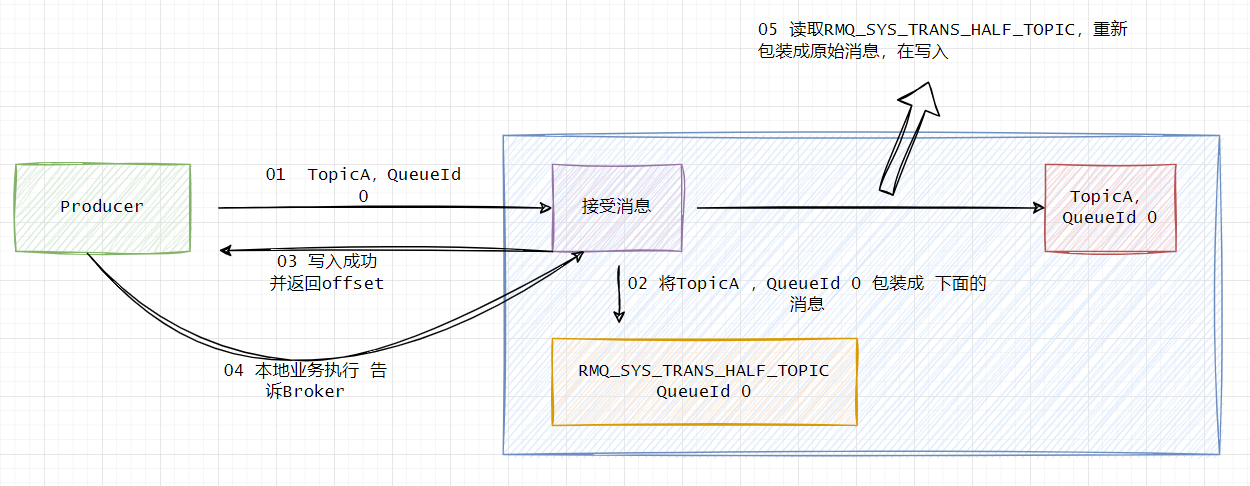 05 读取RMQ_SYS_TRANS_HALF_TOPIC，重新
包装成原始消息，在写入
01 TopicA，QueueId
0
Producer
接受消息
TopicA，
QueueId 0
03 写入成功
并返回offset
02 将TopicA ，QueueId 0 包装成 下面的
消息
04 本地业务执行 告
诉Broker
RMQ_SYS_TRANS_HALF_TOPIC
QueueId 0